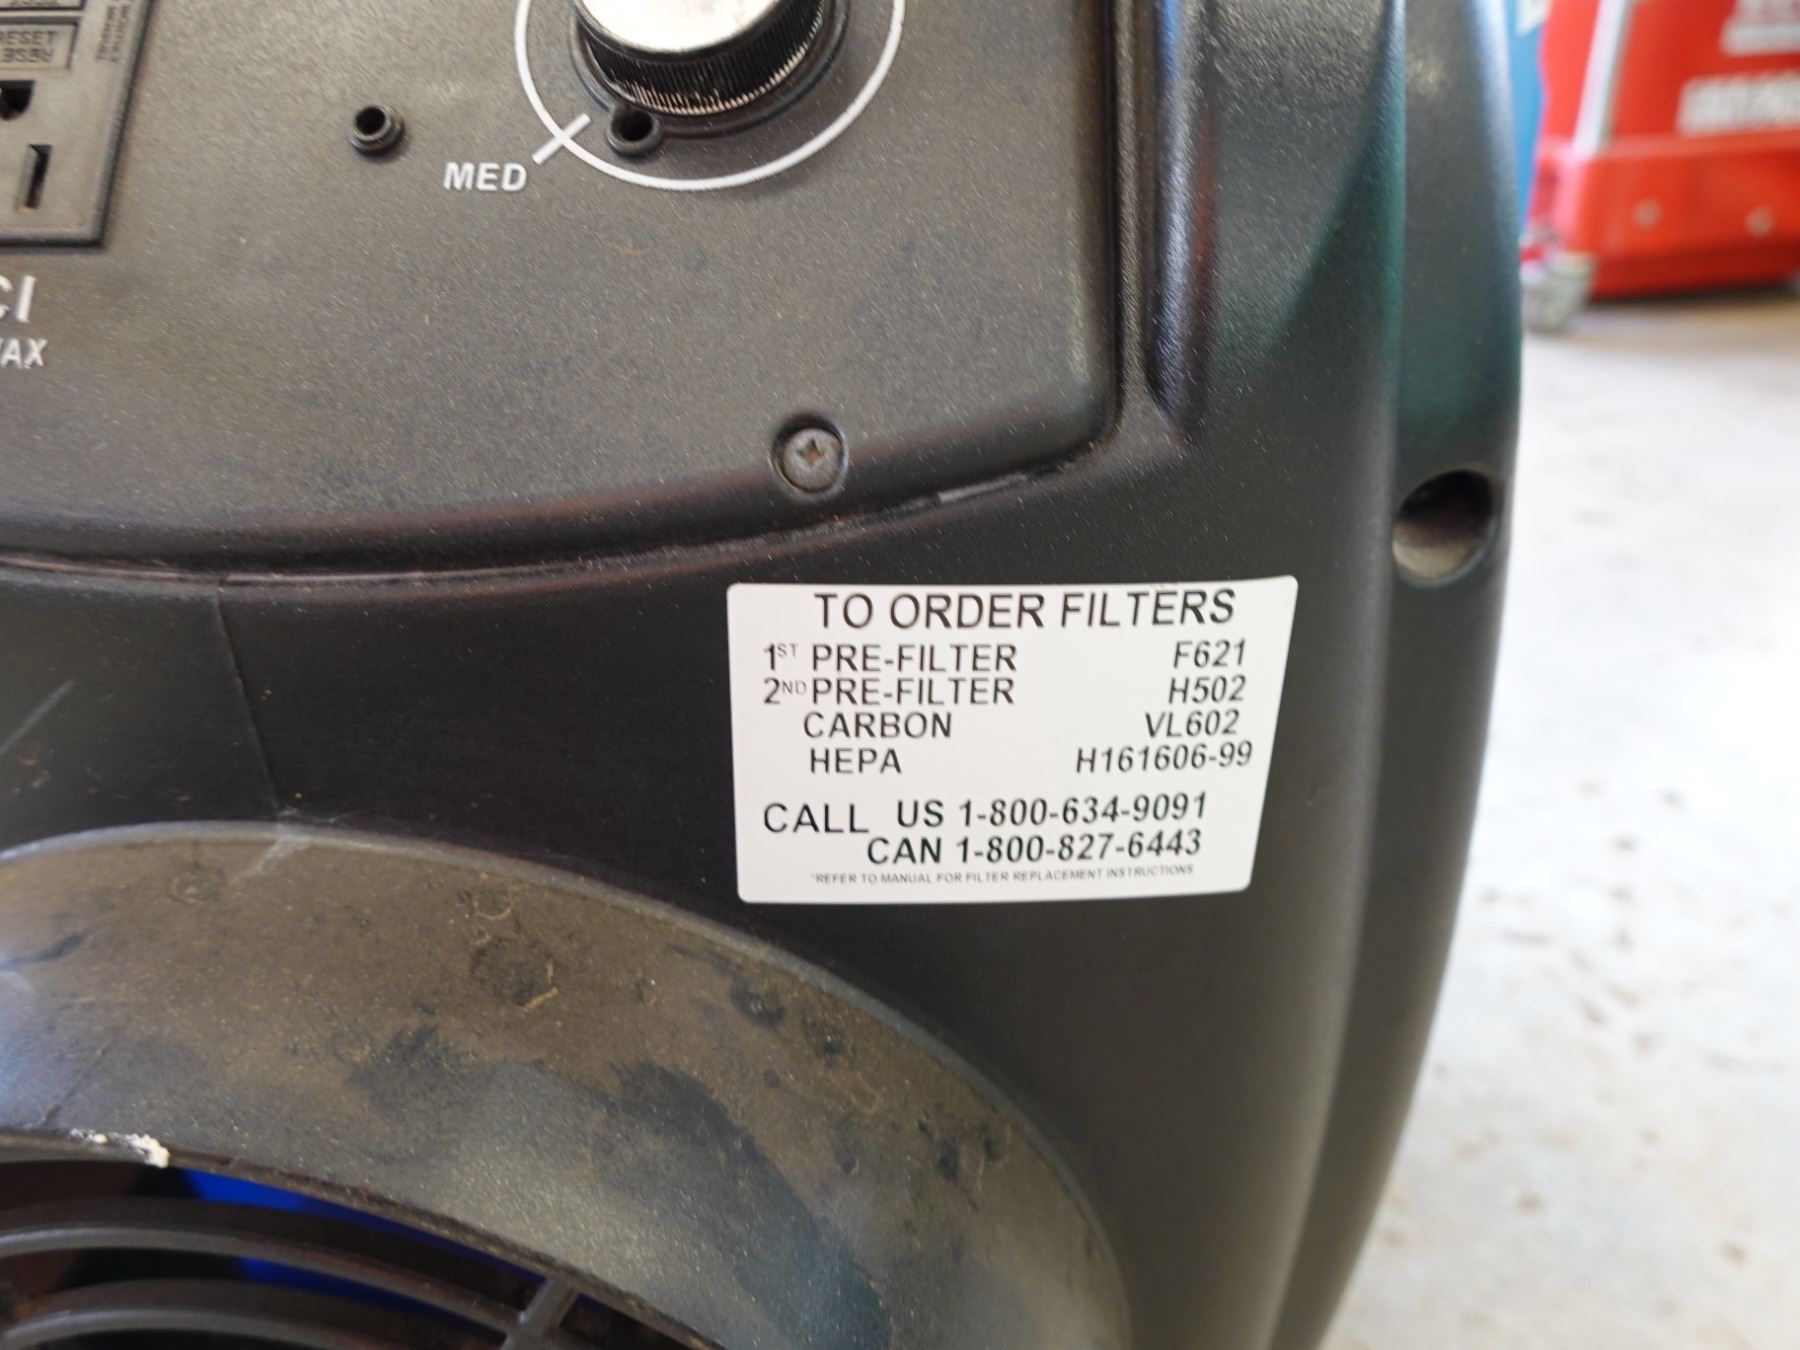 RESET
MED
TO ORDER FILTERS
1ST PRE-FILTER F621
2ND PRE-FILTER H502
CARBON VL602
HEPA H161606-99
CALL US 1-800-634-9091
CAN 1-800-827-6443
*REFER TO MANUAL FOR FILTER REPLACEMENT INSTRUCTIONS